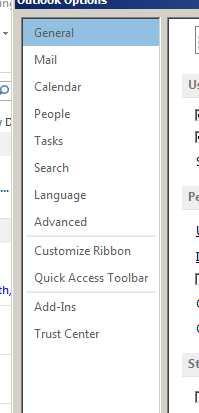 Outlook Options
General
Mail
Calendar
People
Tasks
Search
Language
Advanced
Customize Ribbon
Quick Access Toolbar
Add-Ins
Trust Center